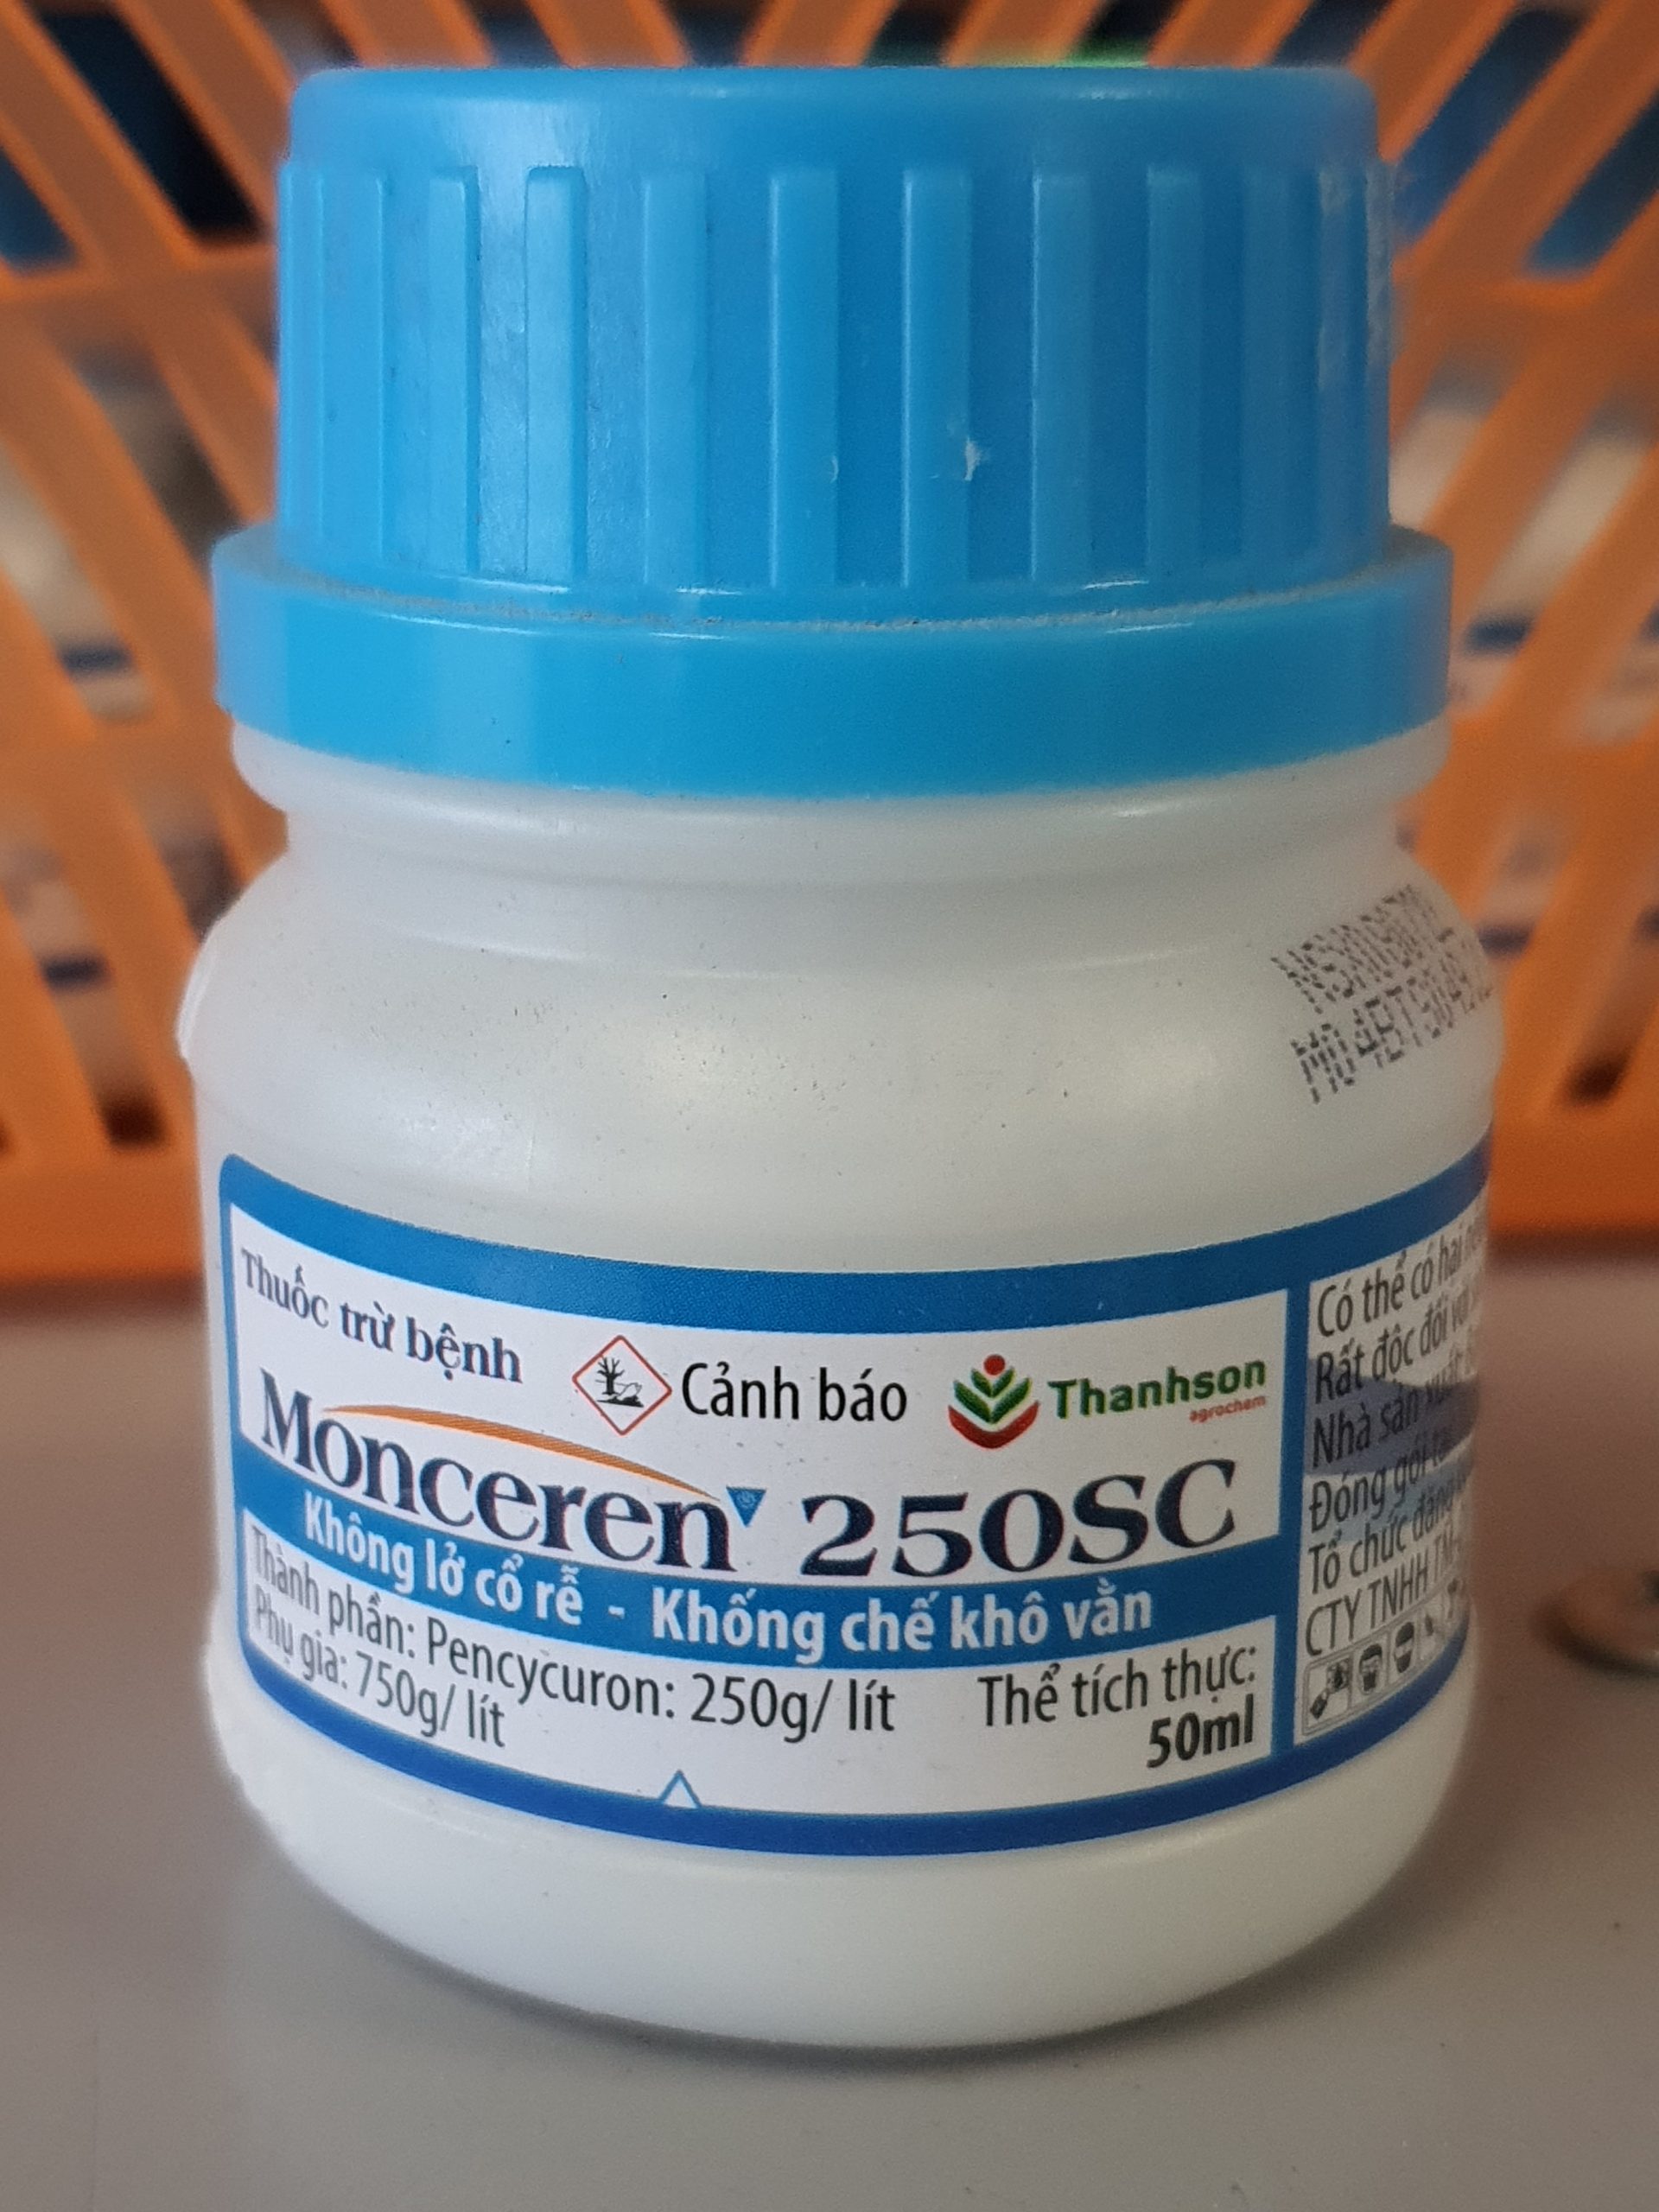 Thuốc trừ bệnh
Cảnh báo
Thanhson
agrochem
Monceren 250SC
Không lở cổ rễ - Khống chế khô vằn
Thành phần: Pencycuron: 250g/ lít
Phụ gia: 750g/ lít
Thể tích thực:
50ml
Có thể có hại
Rất độc đối với
Nhà sản xuất:
Đóng gói tại
Tổ chức đăng
CTY TNHH TM